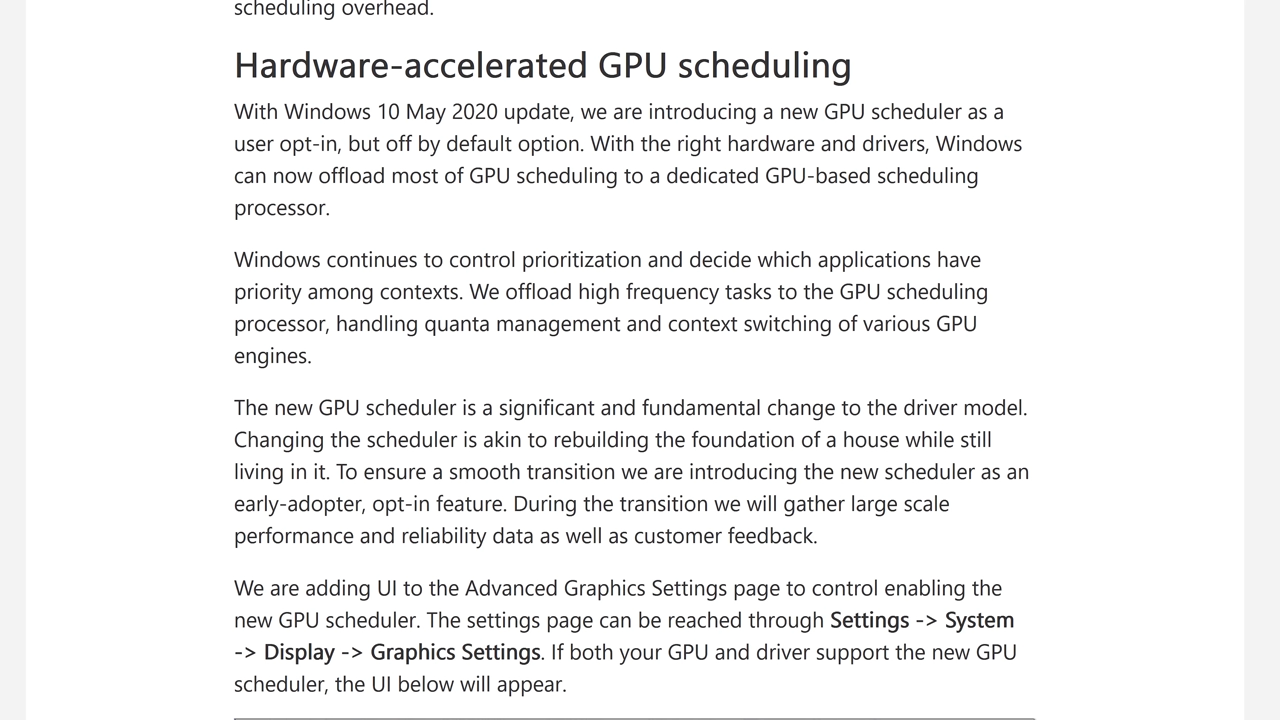 scheduling overhead.
Hardware-accelerated GPU scheduling
With Windows 10 May 2020 update, we are introducing a new GPU scheduler as a
user opt-in, but off by default option. With the right hardware and drivers, Windows
can now offload most of GPU scheduling to a dedicated GPU-based scheduling
processor.
Windows continues to control prioritization and decide which applications have
priority among contexts. We offload high frequency tasks to the GPU scheduling
processor, handling quanta management and context switching of various GPU
engines.
The new GPU scheduler is a significant and fundamental change to the driver model.
Changing the scheduler is akin to rebuilding the foundation of a house while still
living in it. To ensure a smooth transition we are introducing the new scheduler as an
early-adopter, opt-in feature. During the transition we will gather large scale
performance and reliability data as well as customer feedback.
We are adding UI to the Advanced Graphics Settings page to control enabling the
new GPU scheduler. The settings page can be reached through Settings -> System
-> Display -> Graphics Settings. If both your GPU and driver support the new GPU
scheduler, the UI below will appear.